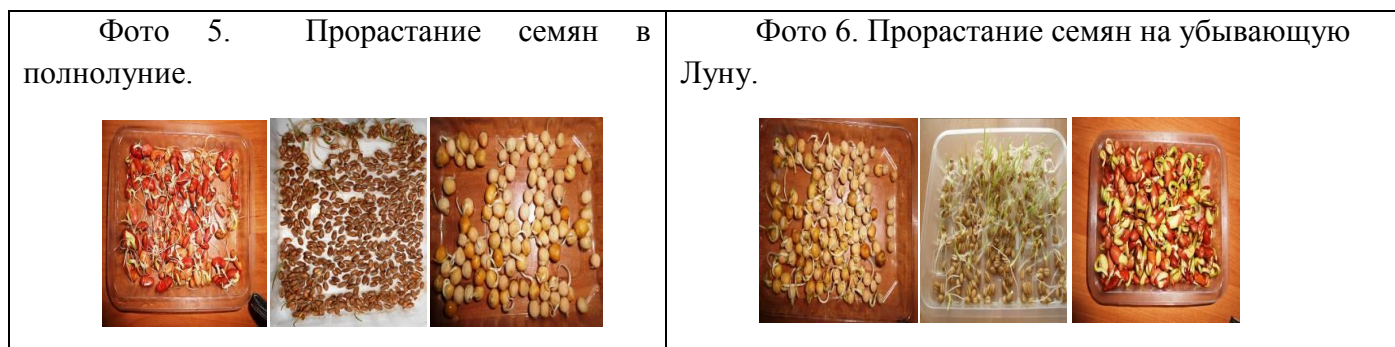 Фото 5. Прорастание семян в
полнолуние.
Фото 6. Прорастание семян на убывающую
Луну.